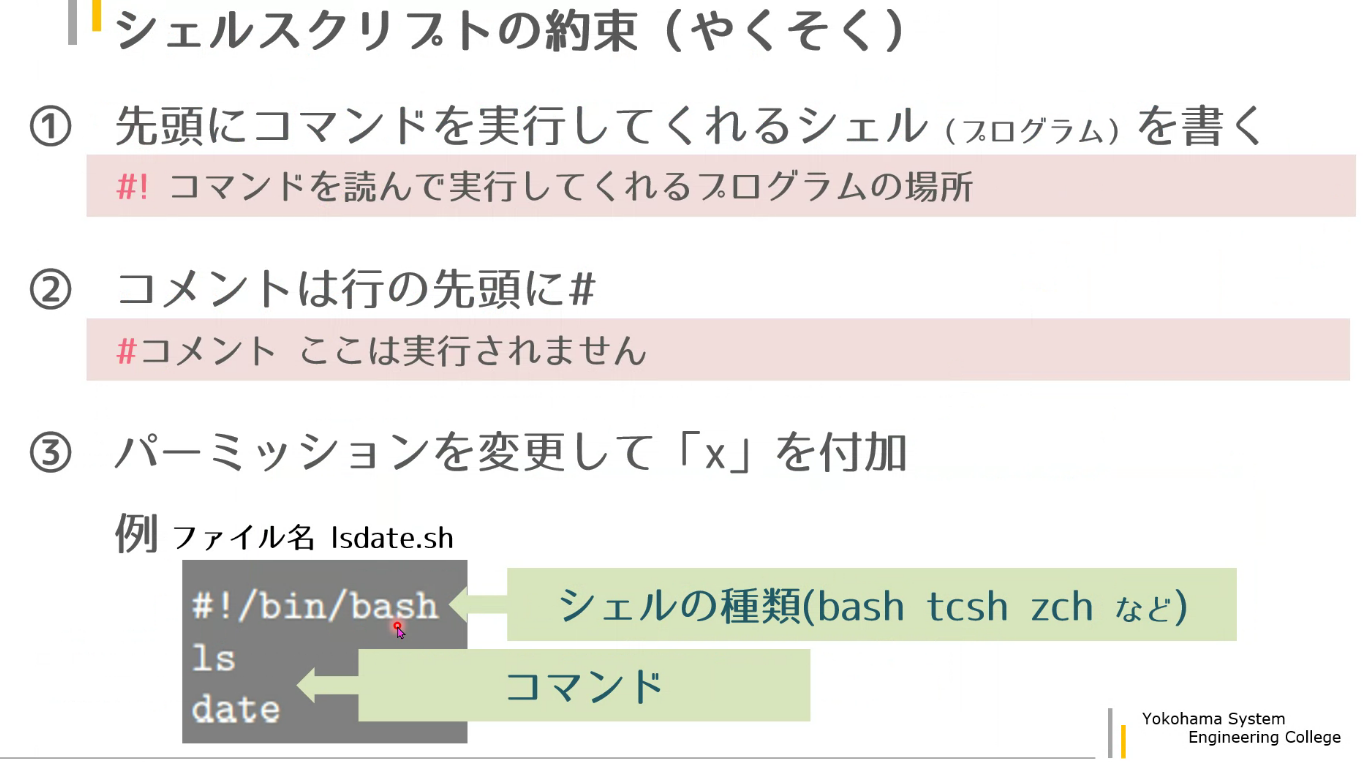 シェルスクリプトの約束（やくそく）
① 先頭にコマンドを実行してくれるシェル（プログラム）を書く
#! コマンドを読んで実行してくれるプログラムの場所
② コメントは行の先頭に#
#コメント ここは実行されません
③ パーミッションを変更して「x」を付加
例 ファイル名 lsdate.sh
#!/bin/bash
シェルの種類(bash tcsh zch など)
ls
コマンド
date
Yokohama System
Engineering College